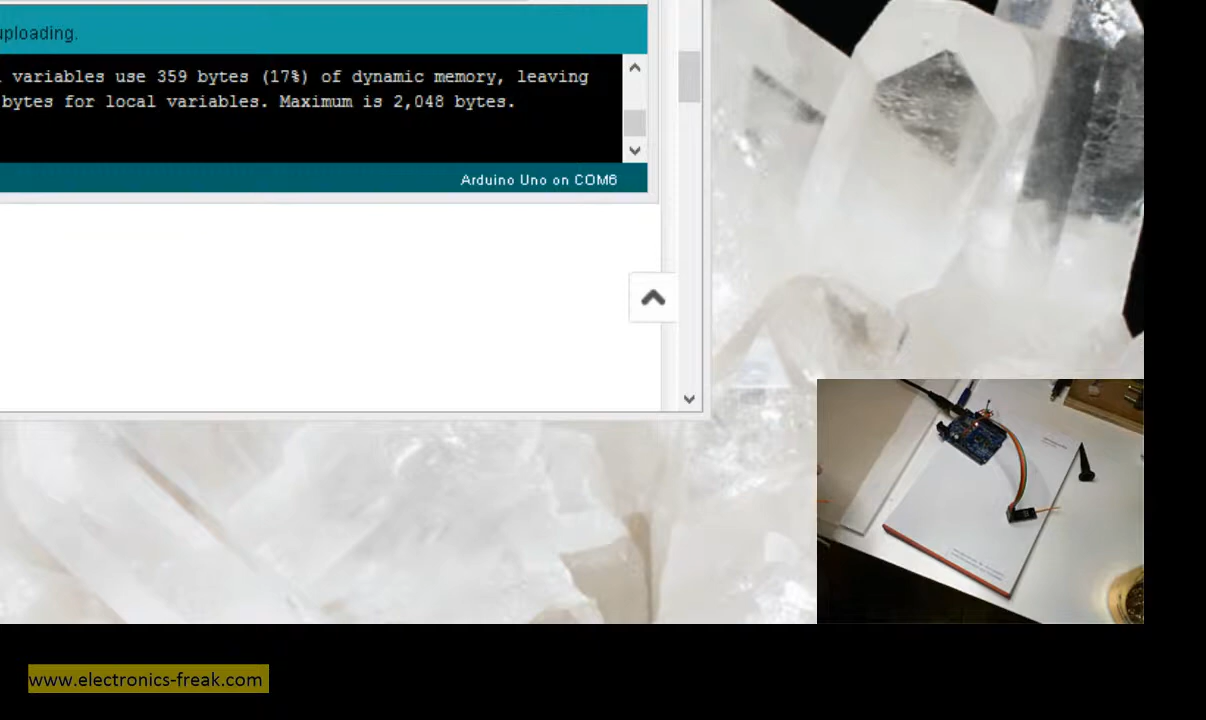 uploading.
variables use 359 bytes (17%) of dynamic memory, leaving
bytes for local variables. Maximum is 2,048 bytes.
Arduino Uno on COM6
www.electronics-freak.com